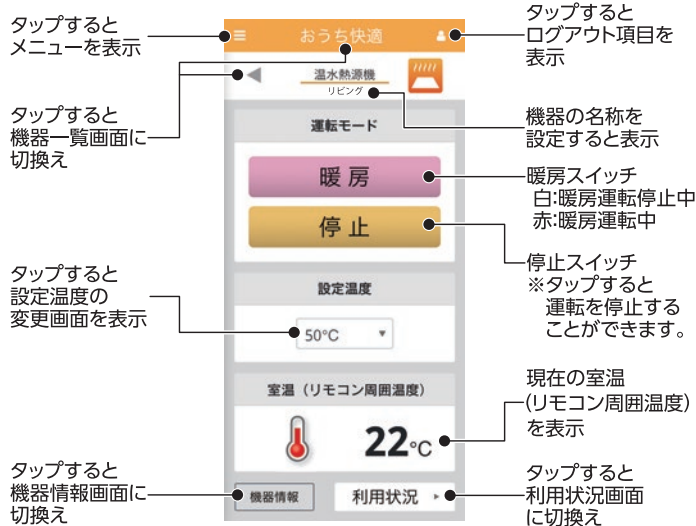 タップすると
メニューを表示
タップすると
機器一覧画面に
切換え
タップすると
設定温度の
変更画面を表示
タップすると
機器情報画面に
切換え
おうち快適
温水熱源機
リビング
運転モード
暖房
停止
設定温度
50℃
室温（リモコン周囲温度）
22℃
機器情報
利用状況
タップすると
ログアウト項目を
表示
機器の名称を
設定すると表示
暖房スイッチ
白:暖房運転停止中
赤:暖房運転中
停止スイッチ
※タップすると
運転を停止する
ことができます。
現在の室温
(リモコン周囲温度)
を表示
タップすると
利用状況画面
に切換え